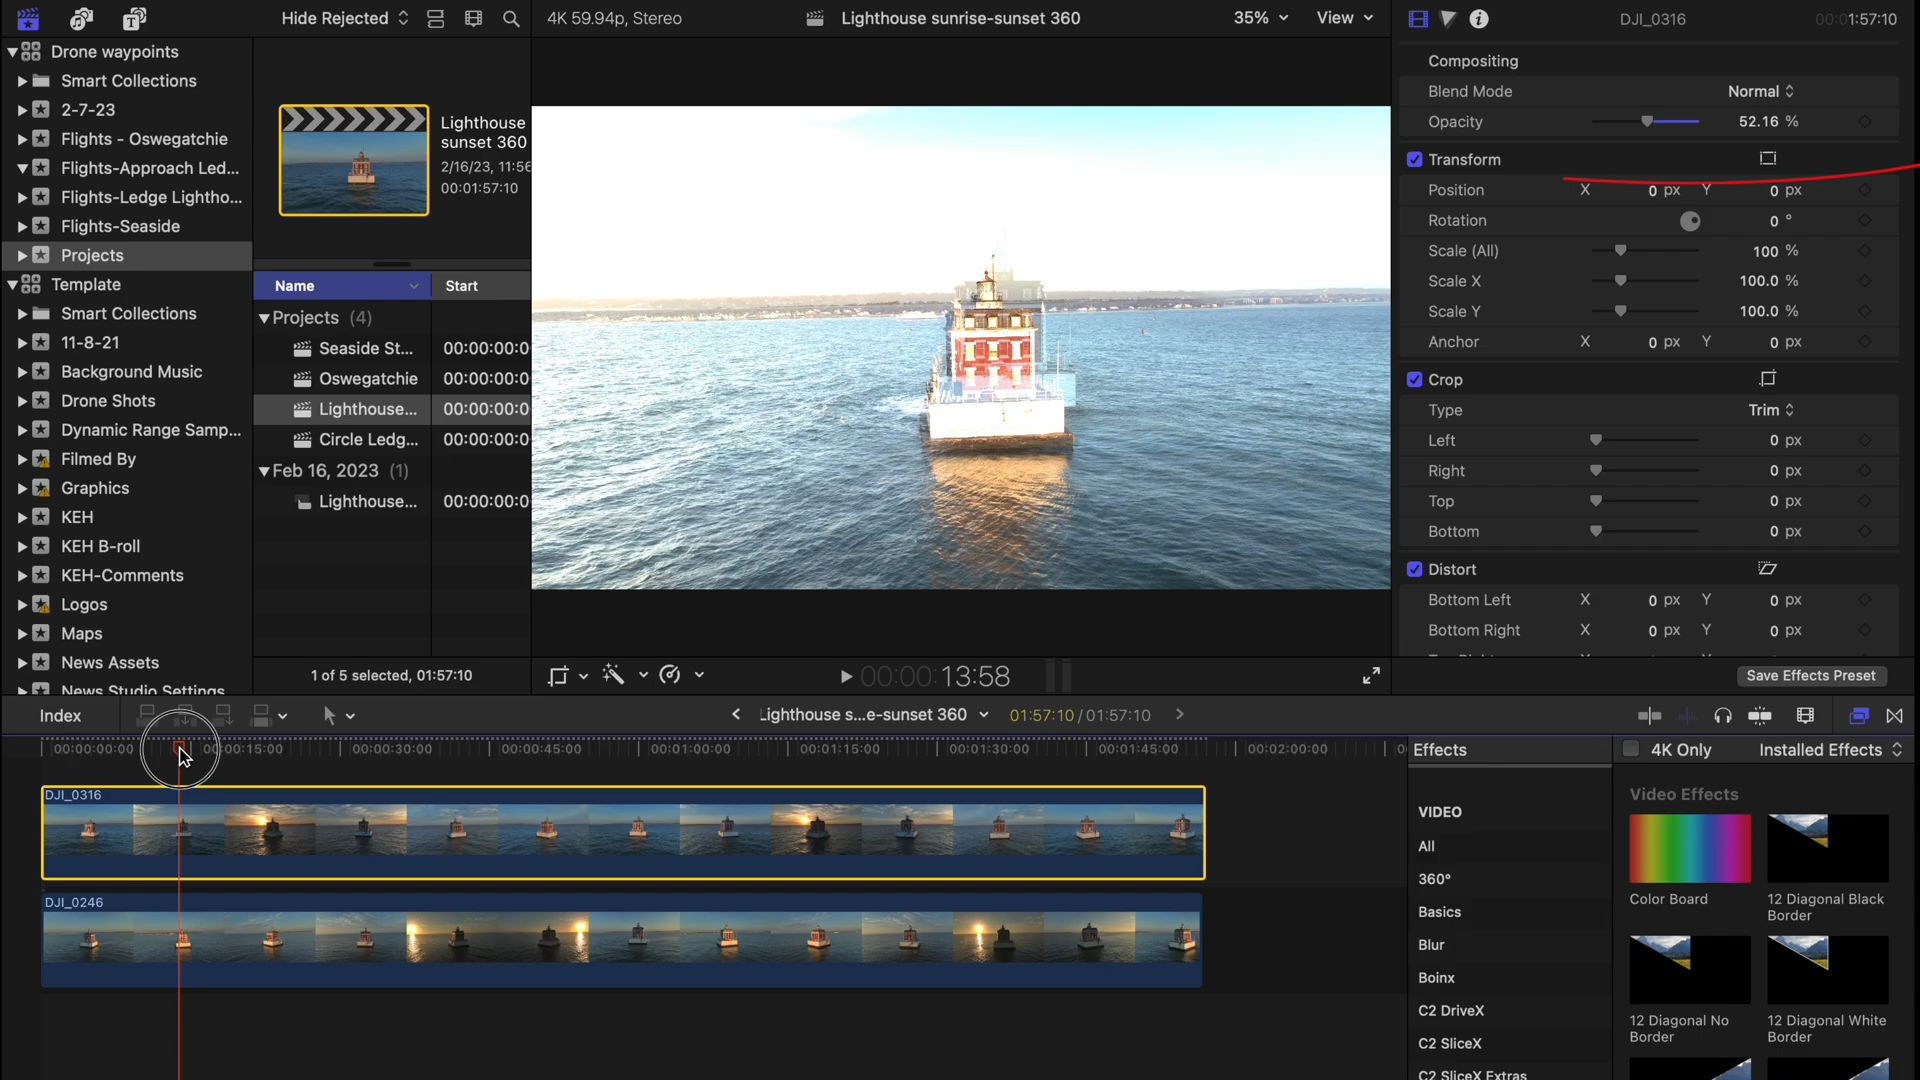 Hide Rejected
4K 59.94p, Stereo
Lighthouse sunrise-sunset 360
35%
View
DJI_0316
00:01:57:10
Drone waypoints
Smart Collections
2-7-23
Flights - Oswegatchie
Flights-Approach Led...
Flights-Ledge Lightho...
Flights-Seaside
Projects
Template
Smart Collections
11-8-21
Background Music
Drone Shots
Dynamic Range Samp...
Filmed By
Graphics
KEH
KEH B-roll
KEH-Comments
Logos
Maps
News Assets
News Studio Settings
Lighthouse
sunset 360
2/16/23, 11:56
00:01:57:10
Name
Start
Projects (4)
Seaside St... 00:00:00:0
Oswegatchie 00:00:00:0
Lighthouse... 00:00:00:0
Circle Ledg... 00:00:00:0
Feb 16, 2023 (1)
Lighthouse... 00:00:00:0
1 of 5 selected, 01:57:10
00:00:13:58
Compositing
Blend Mode Normal
Opacity 52.16 %
Transform
Position X 0 px Y 0 px
Rotation 0 °
Scale (All) 100 %
Scale X 100.0 %
Scale Y 100.0 %
Anchor X 0 px Y 0 px
Crop
Type Trim
Left 0 px
Right 0 px
Top 0 px
Bottom 0 px
Distort
Bottom Left X 0 px Y 0 px
Bottom Right X 0 px Y 0 px
Save Effects Preset
Index
Lighthouse s...e-sunset 360
01:57:10 / 01:57:10
00:00:00:00
00:00:15:00
00:00:30:00
00:00:45:00
00:01:00:00
00:01:15:00
00:01:30:00
00:01:45:00
00:02:00:00
DJI_0316
DJI_0246
Effects
4K Only
Installed Effects
VIDEO
All
360°
Basics
Blur
Boinx
C2 DriveX
C2 SliceX
C2 SliceX Extras
Video Effects
Color Board
12 Diagonal Black
Border
12 Diagonal No
Border
12 Diagonal White
Border